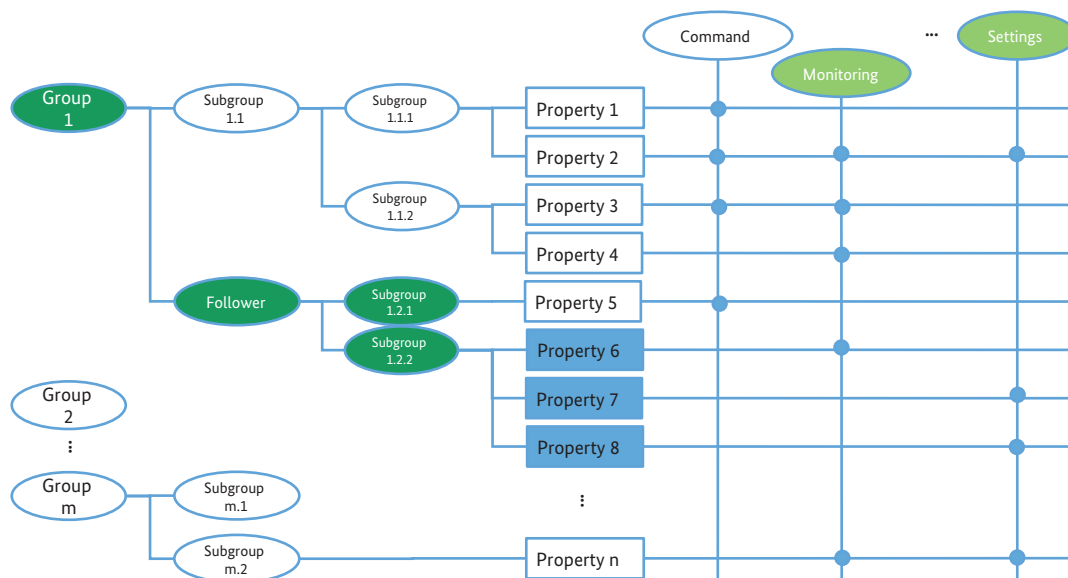 Command
...
Settings
Monitoring
Group
1
Subgroup
1.1
Subgroup
1.1.1
Property 1
Property 2
Subgroup
1.1.2
Property 3
Property 4
Follower
Subgroup
1.2.1
Property 5
Subgroup
1.2.2
Property 6
Property 7
Property 8
Group
2
...
Group
m
Subgroup
m.1
...
Subgroup
m.2
Property n